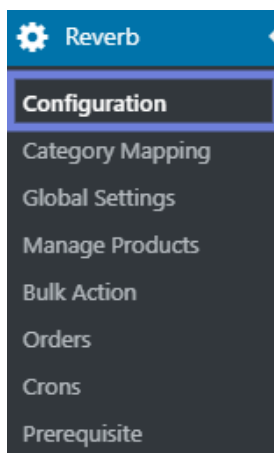 Reverb
Configuration
Category Mapping
Global Settings
Manage Products
Bulk Action
Orders
Crons
Prerequisite